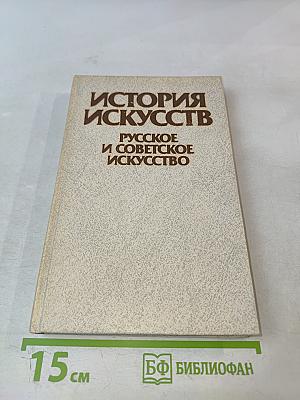 ИСТОРИЯ
ИСКУССТВ
РУССКОЕ
И СОВЕТСКОЕ
ИСКУССТВО
15 см
БФ БИБЛИОФАН